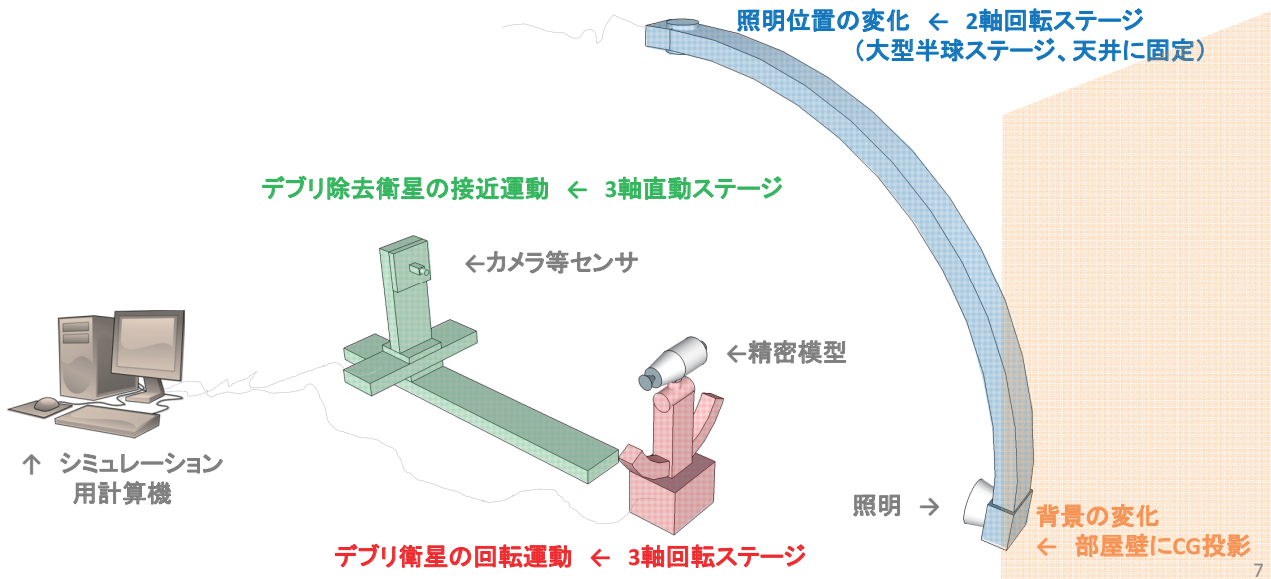 照明位置の変化 ← 2軸回転ステージ
（大型半球ステージ、天井に固定）
デブリ除去衛星の接近運動 ← 3軸直動ステージ
←カメラ等センサ
←精密模型
↑ シミュレーション
用計算機
照明 →
背景の変化
← 部屋壁にCG投影
デブリ衛星の回転運動 ← 3軸回転ステージ
7